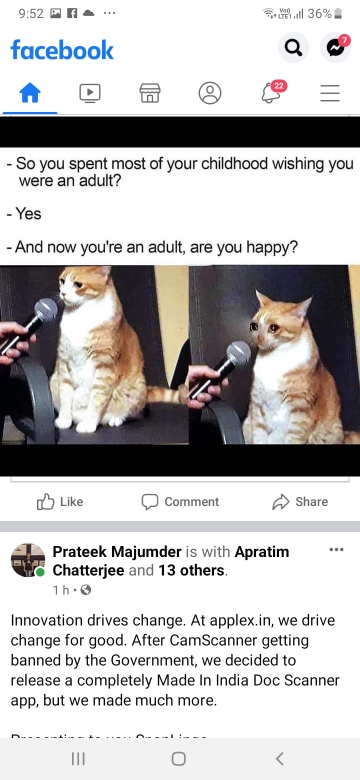 9:52 36%
facebook
7
22
- So you spent most of your childhood wishing you
were an adult?
- Yes
- And now you're an adult, are you happy?
Like Comment Share
Prateek Majumder is with Apratim
Chatterjee and 13 others.
1 h
Innovation drives change. At applex.in, we drive
change for good. After CamScanner getting
banned by the Government, we decided to
release a completely Made In India Doc Scanner
app, but we made much more.